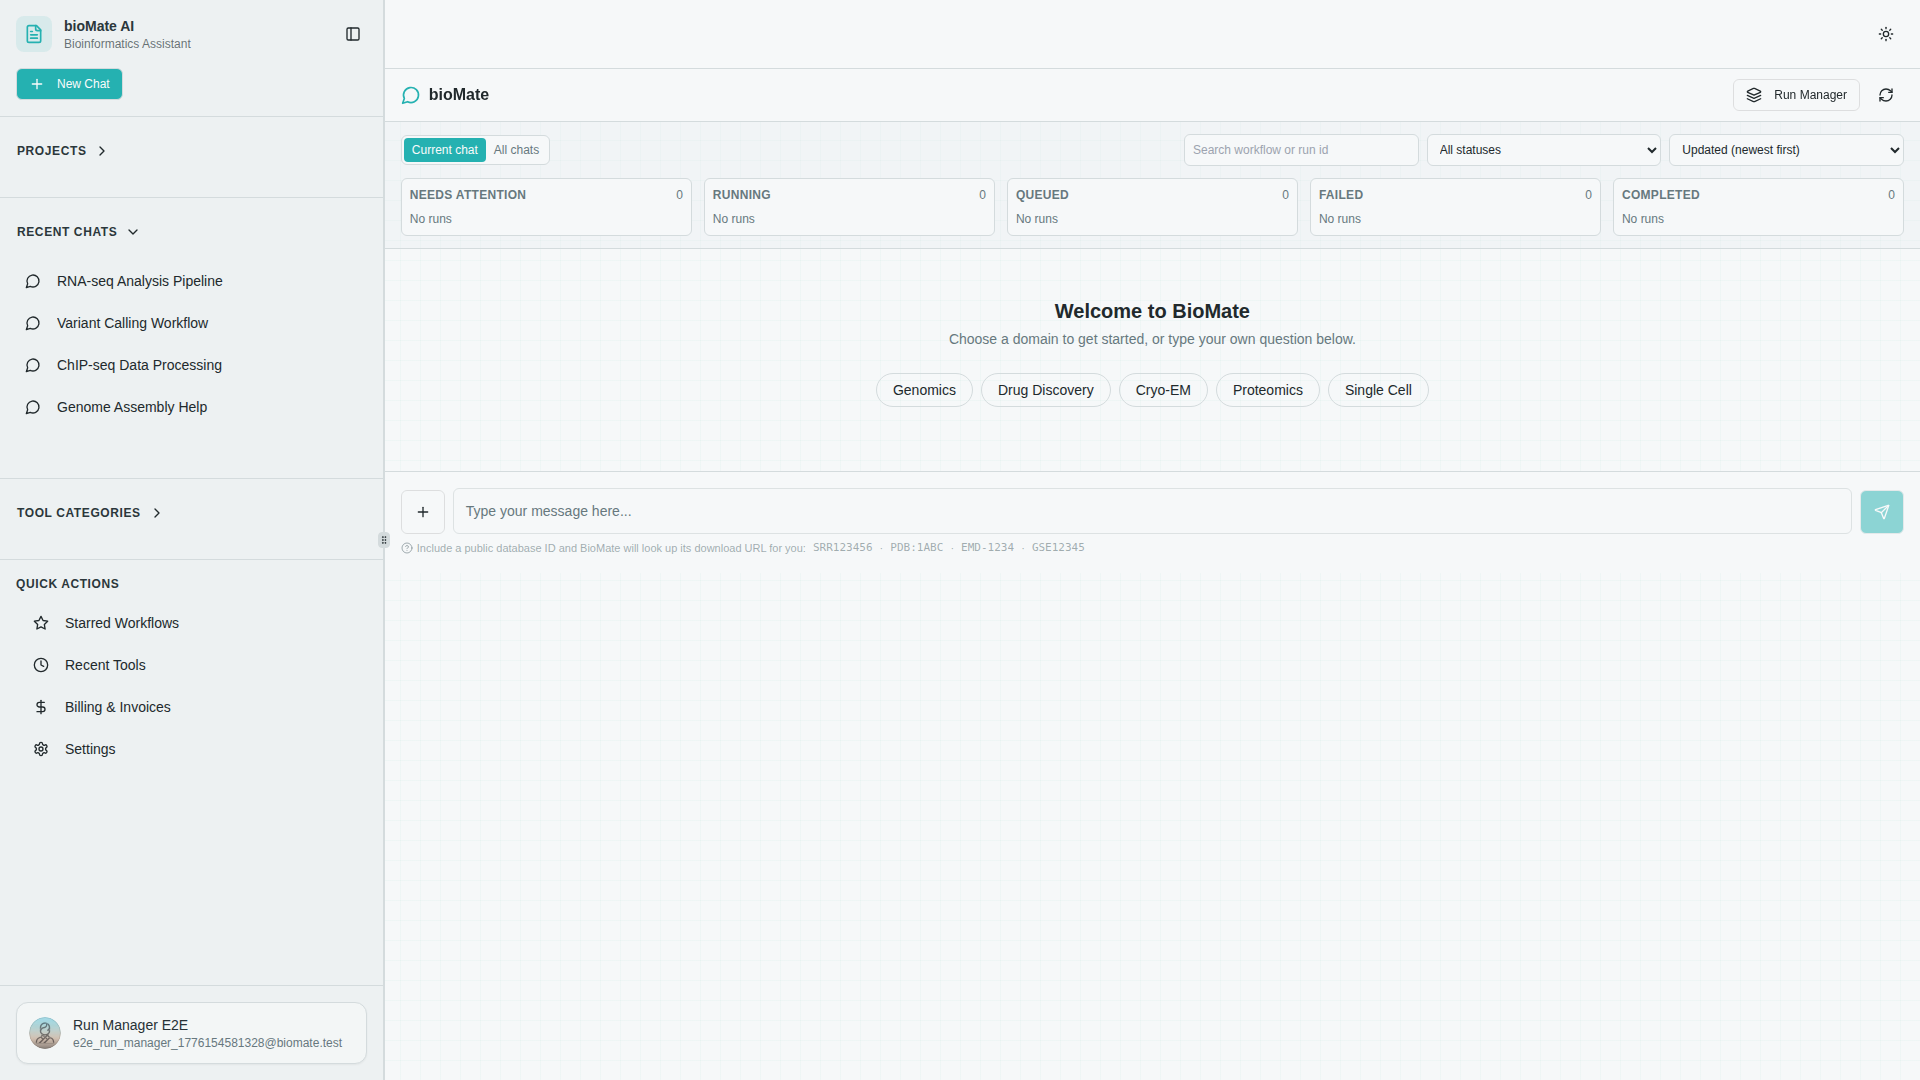 bioMate AI
Bioinformatics Assistant
New Chat
PROJECTS
RECENT CHATS
RNA-seq Analysis Pipeline
Variant Calling Workflow
ChIP-seq Data Processing
Genome Assembly Help
TOOL CATEGORIES
QUICK ACTIONS
Starred Workflows
Recent Tools
Billing & Invoices
Settings
Run Manager E2E
e2e_run_manager_1776154581328@biomate.test
bioMate
Run Manager
Current chat All chats
Search workflow or run id
All statuses
Updated (newest first)
NEEDS ATTENTION 0
No runs
RUNNING 0
No runs
QUEUED 0
No runs
FAILED 0
No runs
COMPLETED 0
No runs
Welcome to BioMate
Choose a domain to get started, or type your own question below.
Genomics Drug Discovery Cryo-EM Proteomics Single Cell
Type your message here...
Include a public database ID and BioMate will look up its download URL for you: SRR123456 · PDB:1ABC · EMD-1234 · GSE12345